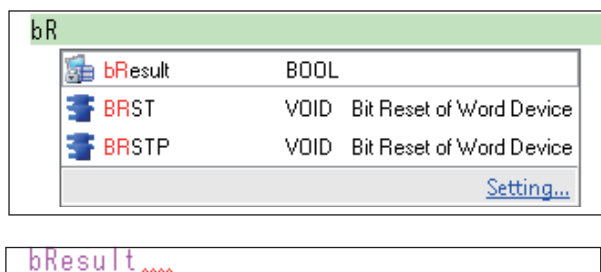 bR
bResult BOOL
BRST VOID Bit Reset of Word Device
BRSTP VOID Bit Reset of Word Device
Setting...
bResult